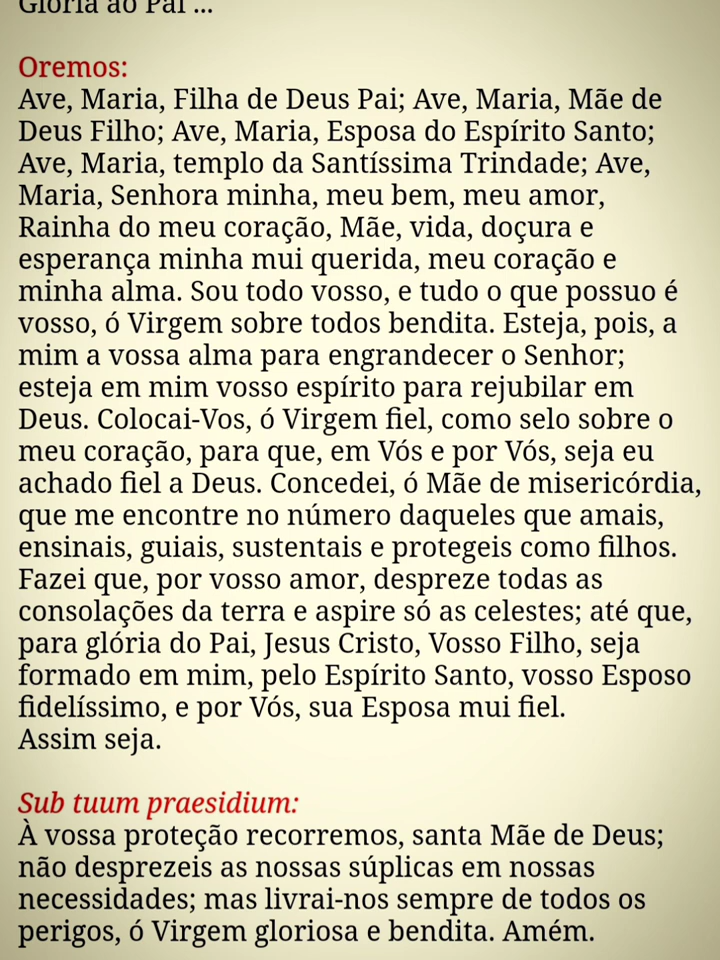 Glória ao Pai ...
Oremos:
Ave, Maria, Filha de Deus Pai; Ave, Maria, Mãe de
Deus Filho; Ave, Maria, Esposa do Espírito Santo;
Ave, Maria, templo da Santíssima Trindade; Ave,
Maria, Senhora minha, meu bem, meu amor,
Rainha do meu coração, Mãe, vida, doçura e
esperança minha mui querida, meu coração e
minha alma. Sou todo vosso, e tudo o que possuo é
vosso, ó Virgem sobre todos bendita. Esteja, pois, a
mim a vossa alma para engrandecer o Senhor;
esteja em mim vosso espírito para rejubilar em
Deus. Colocai-Vos, ó Virgem fiel, como selo sobre o
meu coração, para que, em Vós e por Vós, seja eu
achado fiel a Deus. Concedei, ó Mãe de misericórdia,
que me encontre no número daqueles que amais,
ensinais, guiais, sustentais e protegeis como filhos.
Fazei que, por vosso amor, despreze todas as
consolações da terra e aspire só as celestes; até que,
para glória do Pai, Jesus Cristo, Vosso Filho, seja
formado em mim, pelo Espírito Santo, vosso Esposo
fidelíssimo, e por Vós, sua Esposa mui fiel.
Assim seja.
Sub tuum praesidium:
À vossa proteção recorremos, santa Mãe de Deus;
não desprezeis as nossas súplicas em nossas
necessidades; mas livrai-nos sempre de todos os
perigos, ó Virgem gloriosa e bendita. Amém.